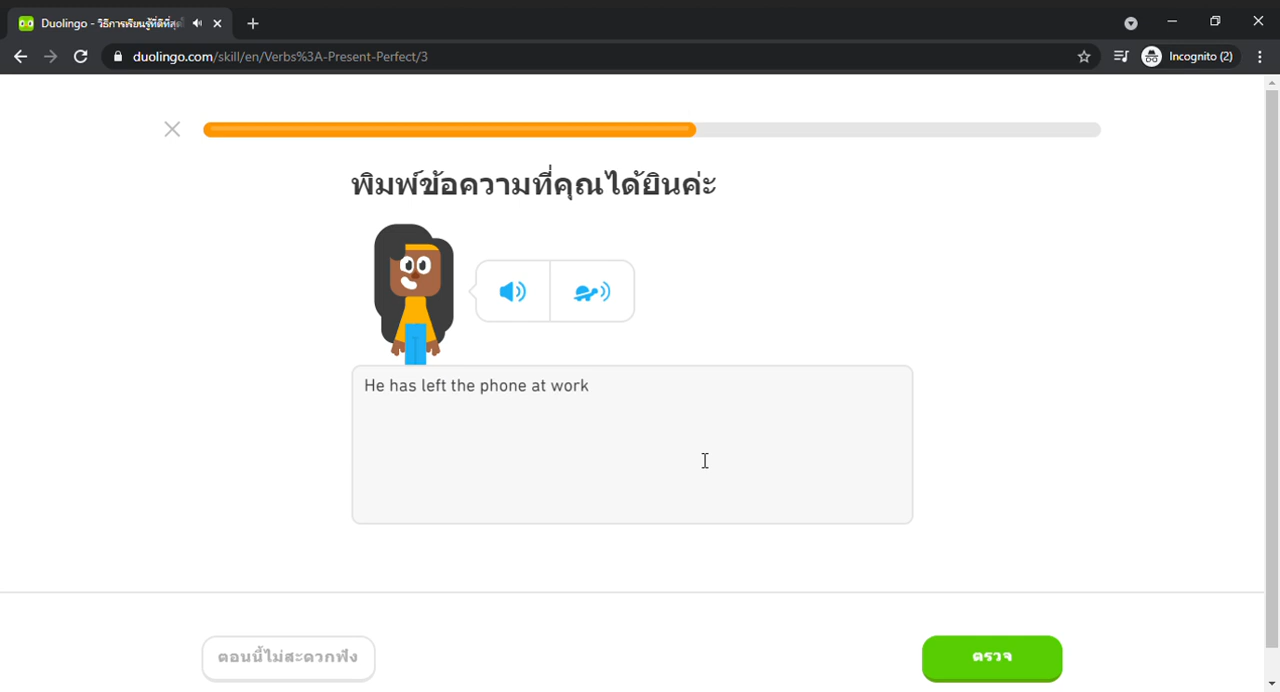 Duolingo - วิธีการเรียนรู้ที่ดีที่สุดใ
duolingo.com/skill/en/Verbs%3A-Present-Perfect/3
Incognito (2)
พิมพ์ข้อความที่คุณได้ยินค่ะ
He has left the phone at work
ตอนนี้ไม่สะดวกฟัง
ตรวจ